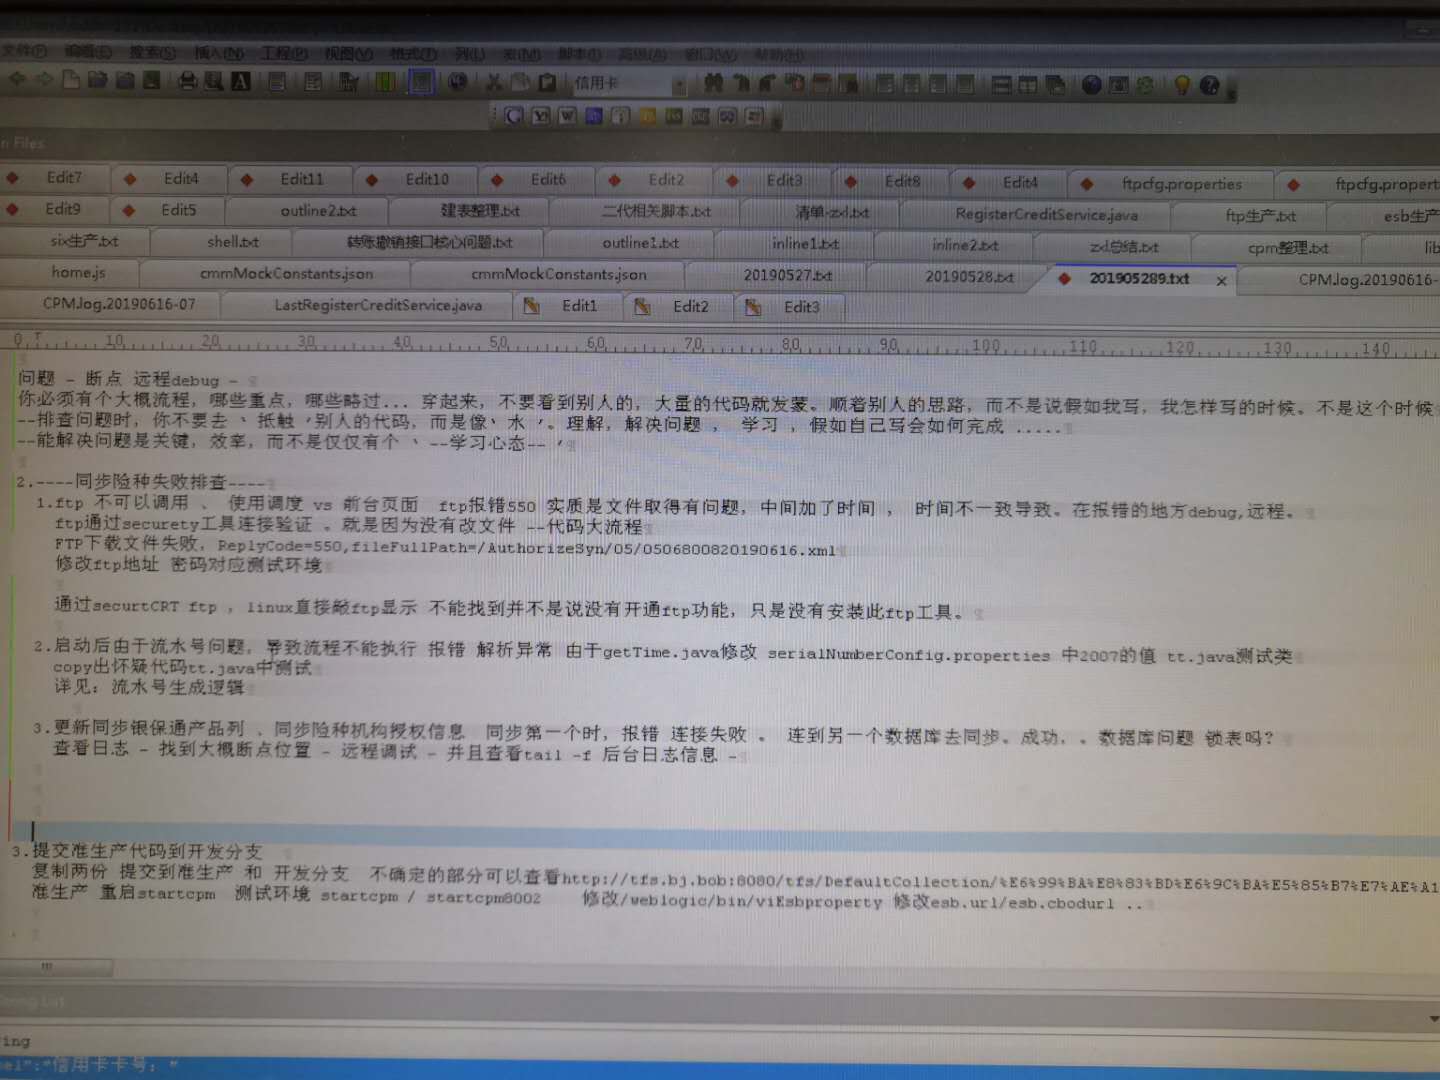 文件(F) 编辑(E) 搜索(S) 插入(N) 工程(P) 视图(V) 格式(T) 列(L) 宏(M) 脚本(I) 高级(A) 窗口(W) 帮助(H)
信用卡
n Files
Edit7 Edit4 Edit11 Edit10 Edit6 Edit2 Edit3 Edit8 Edit4 ftpcfg.properties ftpcfg.propert
Edit9 Edit5 outline2.txt 建表整理.txt 二代相关脚本.txt 清单-zxl.txt RegisterCreditService.java ftp生产.txt esb生产
six生产.txt shell.txt 转账撤销接口核心问题.txt outline1.txt inline1.txt inline2.txt zxl总结.txt cpm整理.txt lib
home.js cmmMockConstants.json cmmMockConstants.json 20190527.txt 20190528.txt 201905289.txt CPM.log.20190616-
CPM.log.20190616-07 LastRegisterCreditService.java Edit1 Edit2 Edit3
0 10 20 30 40 50 60 70 80 90 100 110 120 130 140
问题 - 断点 远程debug -
你必须有个大概流程，哪些重点，哪些略过... 穿起来，不要看到别人的，大量的代码就发蒙。顺着别人的思路，而不是说假如我写，我怎样写的时候。不是这个时候
--排查问题时，你不要去 、 抵触 '别人的代码，而是像、水 '。理解，解决问题 ， 学习 ，假如自己写会如何完成 .....
--能解决问题是关键，效率，而不是仅仅有个 、 --学习心态-- '
2.----同步险种失败排查----
1.ftp 不可以调用 、 使用调度 vs 前台页面 ftp报错550 实质是文件取得有问题，中间加了时间 ， 时间不一致导致。在报错的地方debug,远程。
ftp通过securety工具连接验证 。就是因为没有改文件 --代码大流程
FTP下载文件失败，ReplyCode=550,fileFullPath=/AuthorizeSyn/05/0506800820190616.xml
修改ftp地址 密码对应测试环境
通过securtCRT ftp ，linux直接敲ftp显示 不能找到并不是说没有开通ftp功能，只是没有安装此ftp工具。
2.启动后由于流水号问题，导致流程不能执行 报错 解析异常 由于getTime.java修改 serialNumberConfig.properties 中2007的值 tt.java测试类
copy出怀疑代码tt.java中测试
详见：流水号生成逻辑
3.更新同步银保通产品列 、同步险种机构授权信息 同步第一个时，报错 连接失败 。 连到另一个数据库去同步。成功，。数据库问题 锁表吗？
查看日志 - 找到大概断点位置 - 远程调试 - 并且查看tail -f 后台日志信息 -
3.提交准生产代码到开发分支
复制两份 提交到准生产 和 开发分支 不确定的部分可以查看http://tfs.bj.bob:8080/tfs/DefaultCollection/%E6%99%BA%E8%83%BD%E6%9C%BA%E5%85%B7%E7%AE%A1
准生产 重启startcpm 测试环境 startcpm / startcpm8002 修改/weblogic/bin/viEsbproperty 修改esb.url/esb.cbodurl ..
ring
el":"信用卡卡号："